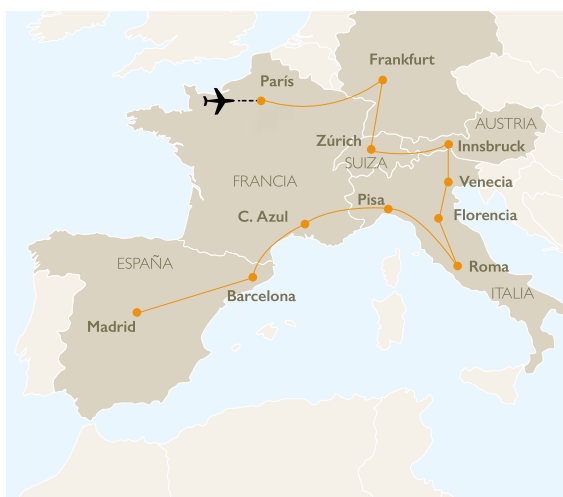 Frankfurt
París
AUSTRIA
Zúrich
Innsbruck
SUIZA
FRANCIA
Venecia
Pisa
C. Azul
Florencia
ESPAÑA
Roma
Barcelona
ITALIA
Madrid